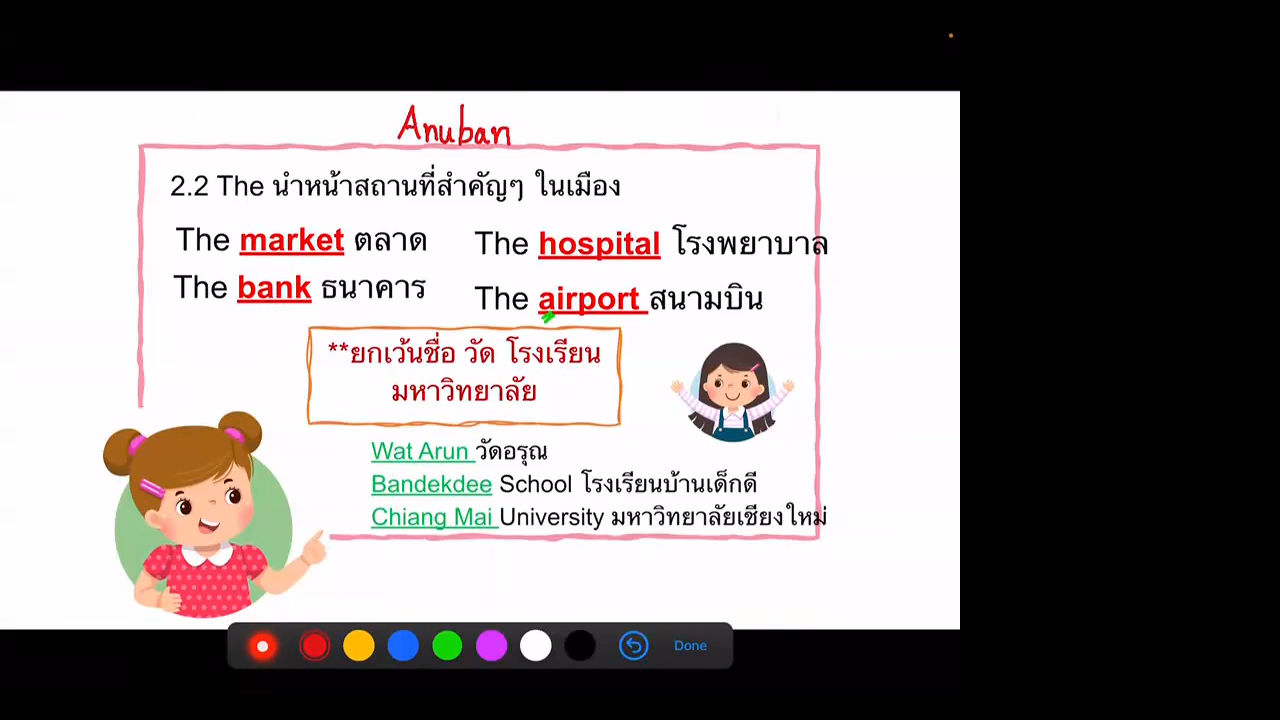 Anuban
2.2 The นำหน้าสถานที่สำคัญๆ ในเมือง
The market ตลาด
The hospital โรงพยาบาล
The bank ธนาคาร
The airport สนามบิน
**ยกเว้นชื่อ วัด โรงเรียน
มหาวิทยาลัย
Wat Arun วัดอรุณ
Bandekdee School โรงเรียนบ้านเด็กดี
Chiang Mai University มหาวิทยาลัยเชียงใหม่
Done